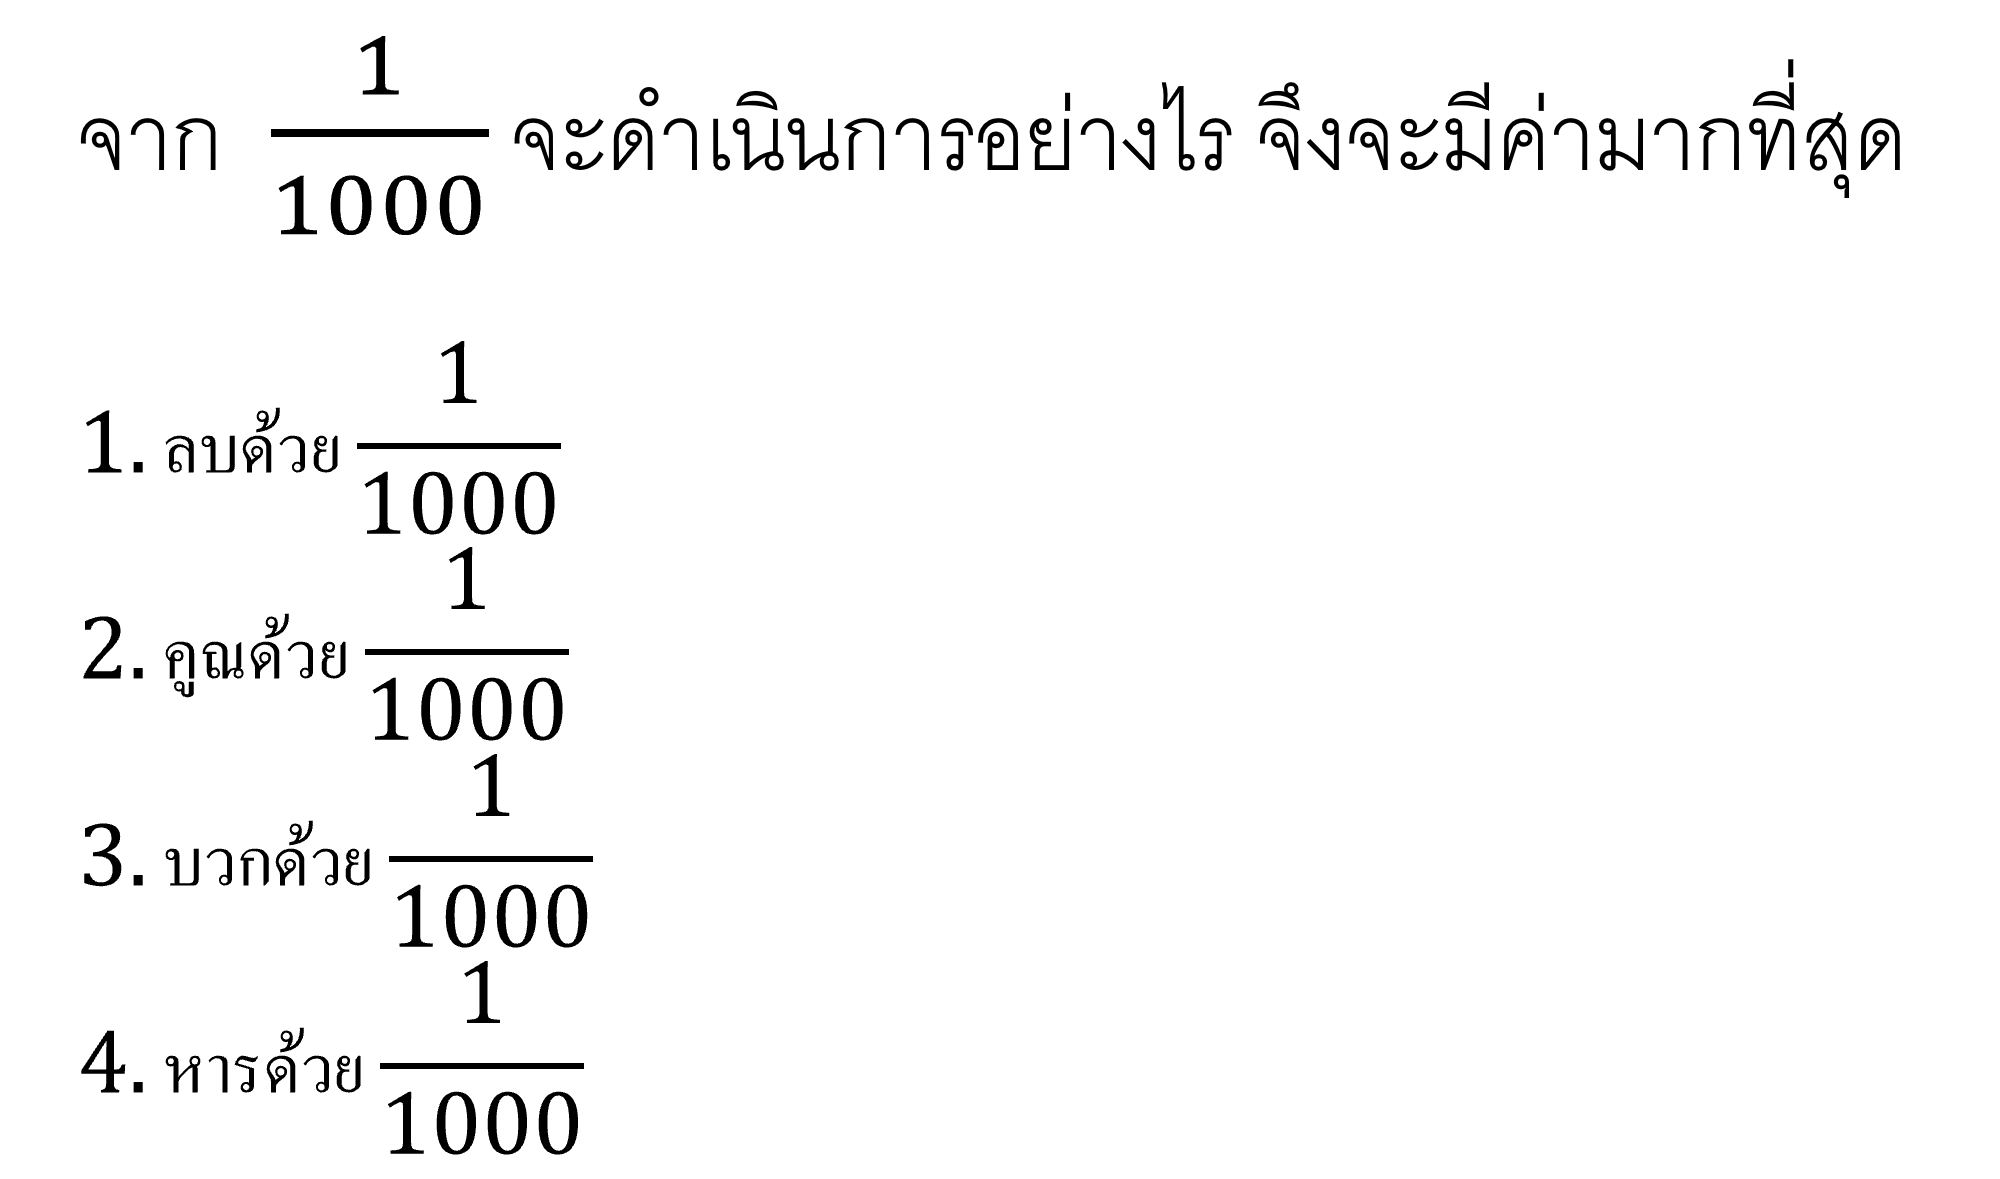 จาก 1/1000 จะดำเนินการอย่างไร จึงจะมีค่ามากที่สุด
1. ลบด้วย 1/1000
2. คูณด้วย 1/1000
3. บวกด้วย 1/1000
4. หารด้วย 1/1000